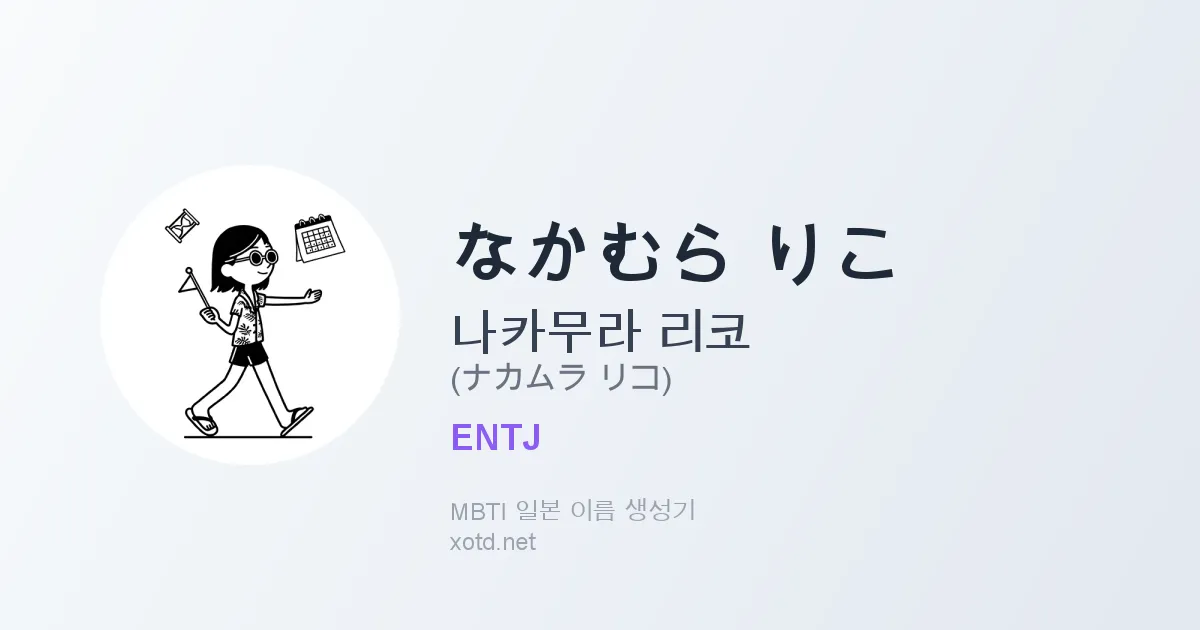 なかむら りこ
나카무라 리코
(ナカムラ リコ)
ENTJ
MBTI 일본 이름 생성기
xotd.net